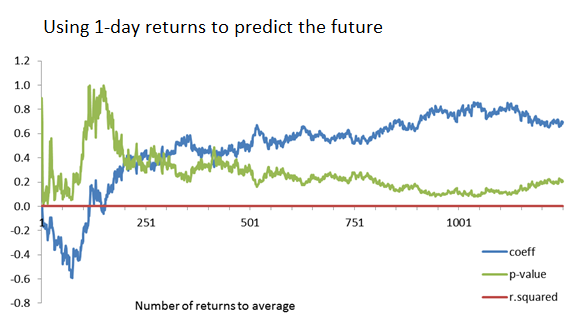 Using 1-day returns to predict the future
1.2
1.0
0.8
0.6
0.4
0.2
0.0
1 251 501 751 1001
-0.2
-0.4
-0.6
-0.8
coeff
p-value
r.squared
Number of returns to average